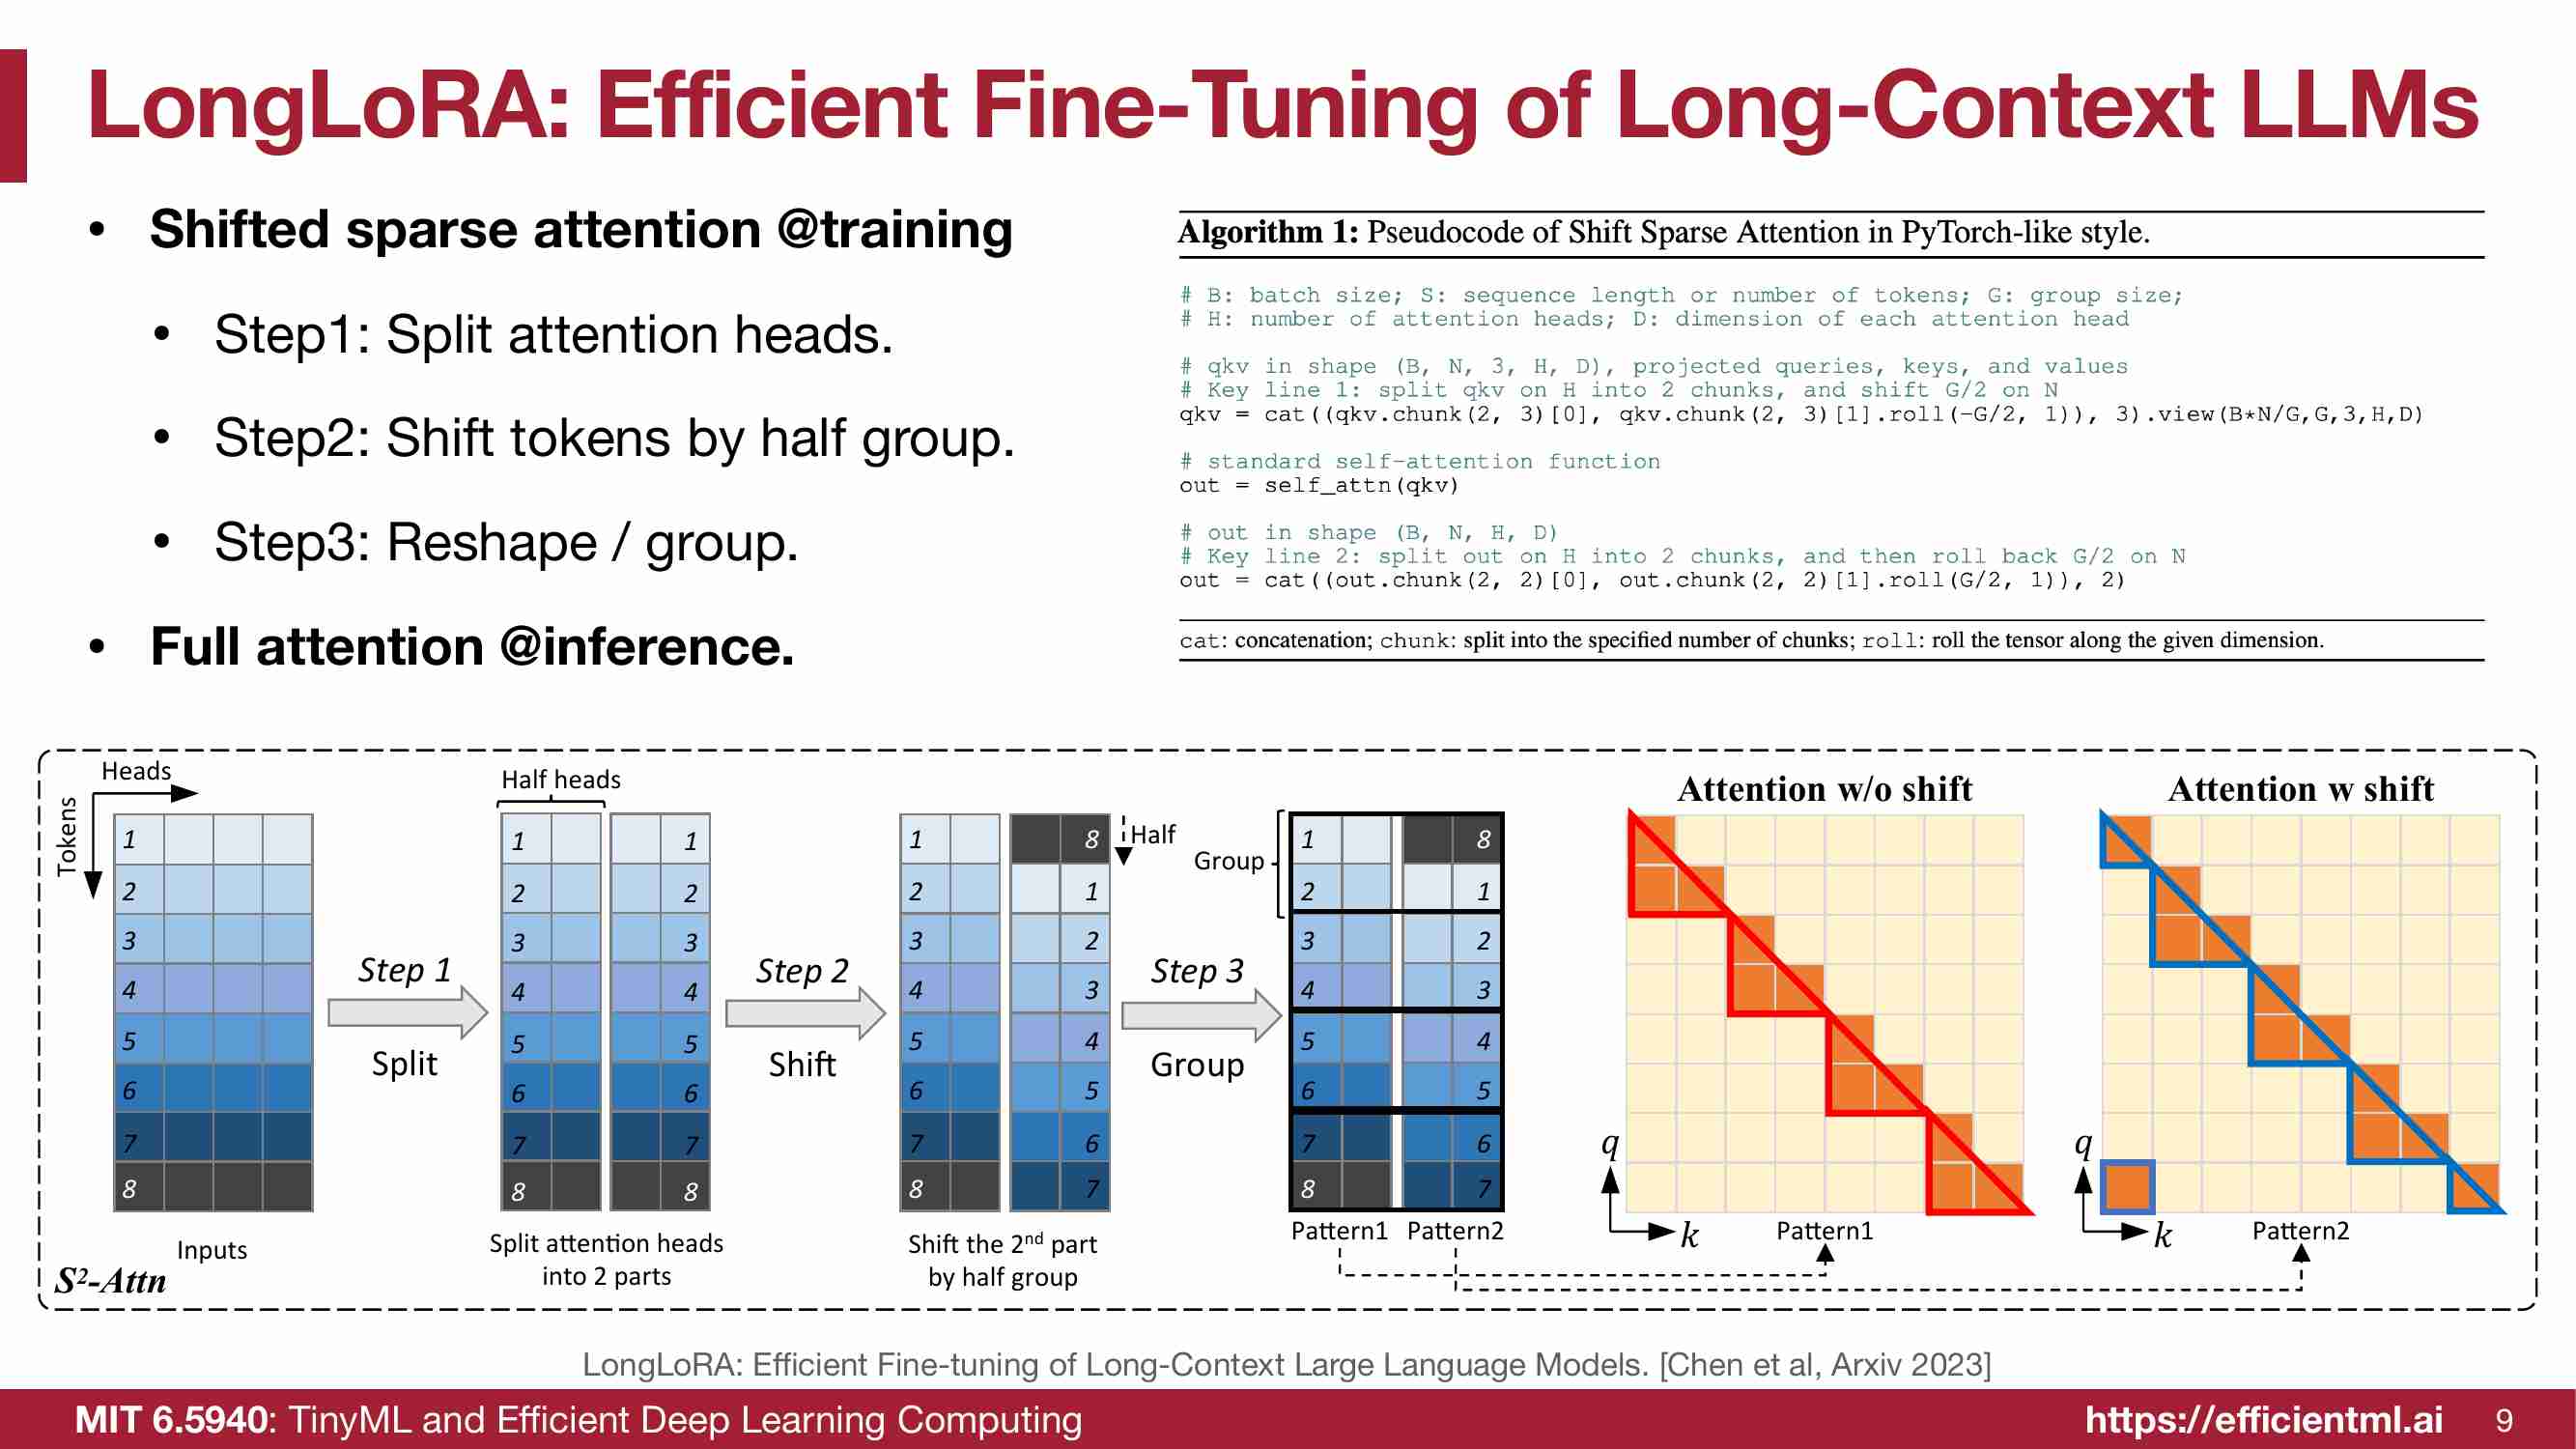 LongLoRA: Efficient Fine-Tuning of Long-Context LLMs
• Shifted sparse attention @training
• Step1: Split attention heads.
• Step2: Shift tokens by half group.
• Step3: Reshape / group.
• Full attention @inference.
Algorithm 1: Pseudocode of Shift Sparse Attention in PyTorch-like style.
# B: batch size; S: sequence length or number of tokens; G: group size;
# H: number of attention heads; D: dimension of each attention head
# qkv in shape (B, N, 3, H, D), projected queries, keys, and values
# Key line 1: split qkv on H into 2 chunks, and shift G/2 on N
qkv = cat((qkv.chunk(2, 3)[0], qkv.chunk(2, 3)[1].roll(-G/2, 1)), 3).view(B*N/G,G,3,H,D)
# standard self-attention function
out = self_attn(qkv)
# out in shape (B, N, H, D)
# Key line 2: split out on H into 2 chunks, and then roll back G/2 on N
out = cat((out.chunk(2, 2)[0], out.chunk(2, 2)[1].roll(G/2, 1)), 2)
cat: concatenation; chunk: split into the specified number of chunks; roll: roll the tensor along the given dimension.
Heads
Tokens
1
2
3
4
5
6
7
8
Inputs
S²-Attn
Step 1
Split
Half heads
1 1
2 2
3 3
4 4
5 5
6 6
7 7
8 8
Split attention heads
into 2 parts
Step 2
Shift
1 8
2 1
3 2
4 3
5 4
6 5
7 6
8 7
Half
Shift the 2nd part
by half group
Step 3
Group
Group
1 8
2 1
3 2
4 3
5 4
6 5
7 6
8 7
Pattern1 Pattern2
Attention w/o shift
q
k
Pattern1
Attention w shift
q
k
Pattern2
LongLoRA: Efficient Fine-tuning of Long-Context Large Language Models. [Chen et al, Arxiv 2023]
MIT 6.5940: TinyML and Efficient Deep Learning Computing
https://efficientml.ai 9